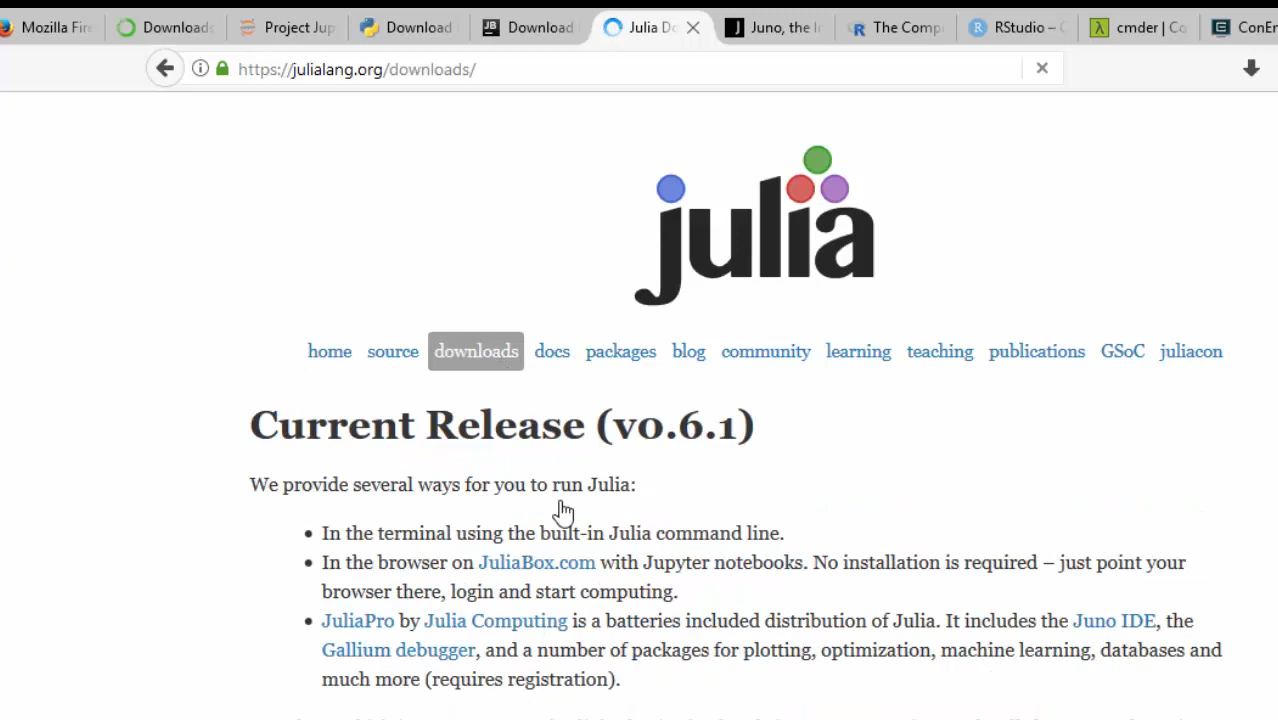 Mozilla Fir
Downloads
Project Jup
Download
JB
Download
Julia Do
J
Juno, the I
R
The Comp
R
RStudio –
λ
cmder | Co
ConE
https://julialang.org/downloads/
julia
home source downloads docs packages blog community learning teaching publications GSoC juliacon
Current Release (v0.6.1)
We provide several ways for you to run Julia:
• In the terminal using the built-in Julia command line.
• In the browser on JuliaBox.com with Jupyter notebooks. No installation is required – just point your
browser there, login and start computing.
• JuliaPro by Julia Computing is a batteries included distribution of Julia. It includes the Juno IDE, the
Gallium debugger, and a number of packages for plotting, optimization, machine learning, databases and
much more (requires registration).